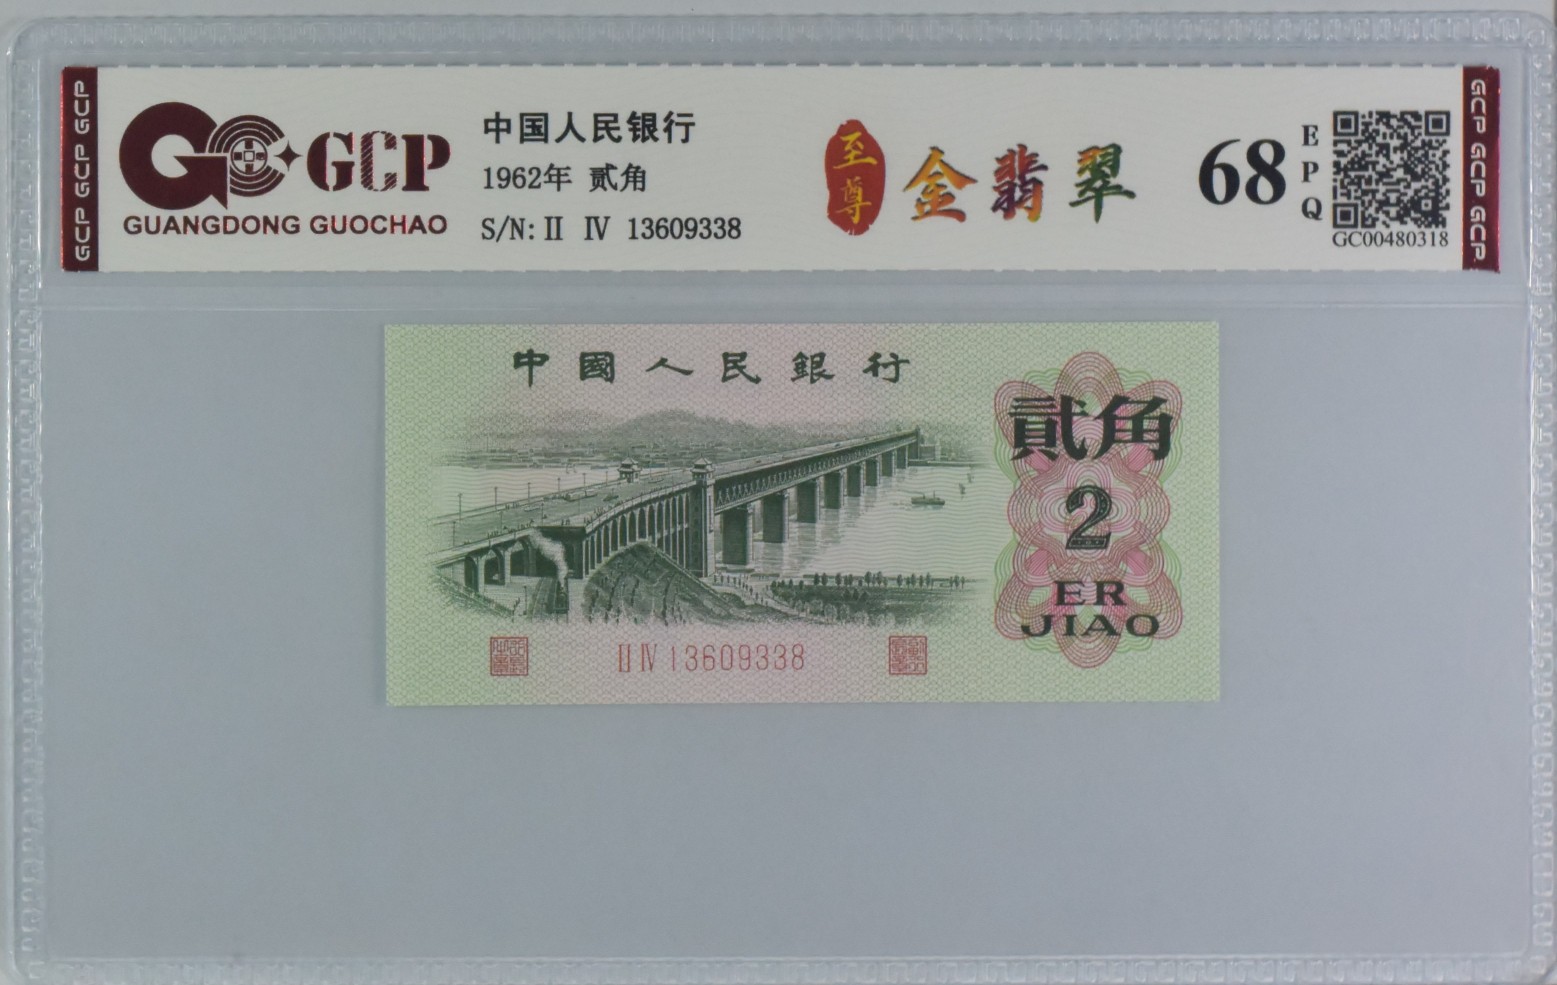 GCP GCP GCP
GCP
GUANGDONG GUOCHAO
中国人民银行
1962年 贰角
S/N: II IV 13609338
至尊
金翡翠
68
EPQ
GC00480318
GCP GCP GCP
中國人民銀行
貳角
2
ER
JIAO
II IV 13609338